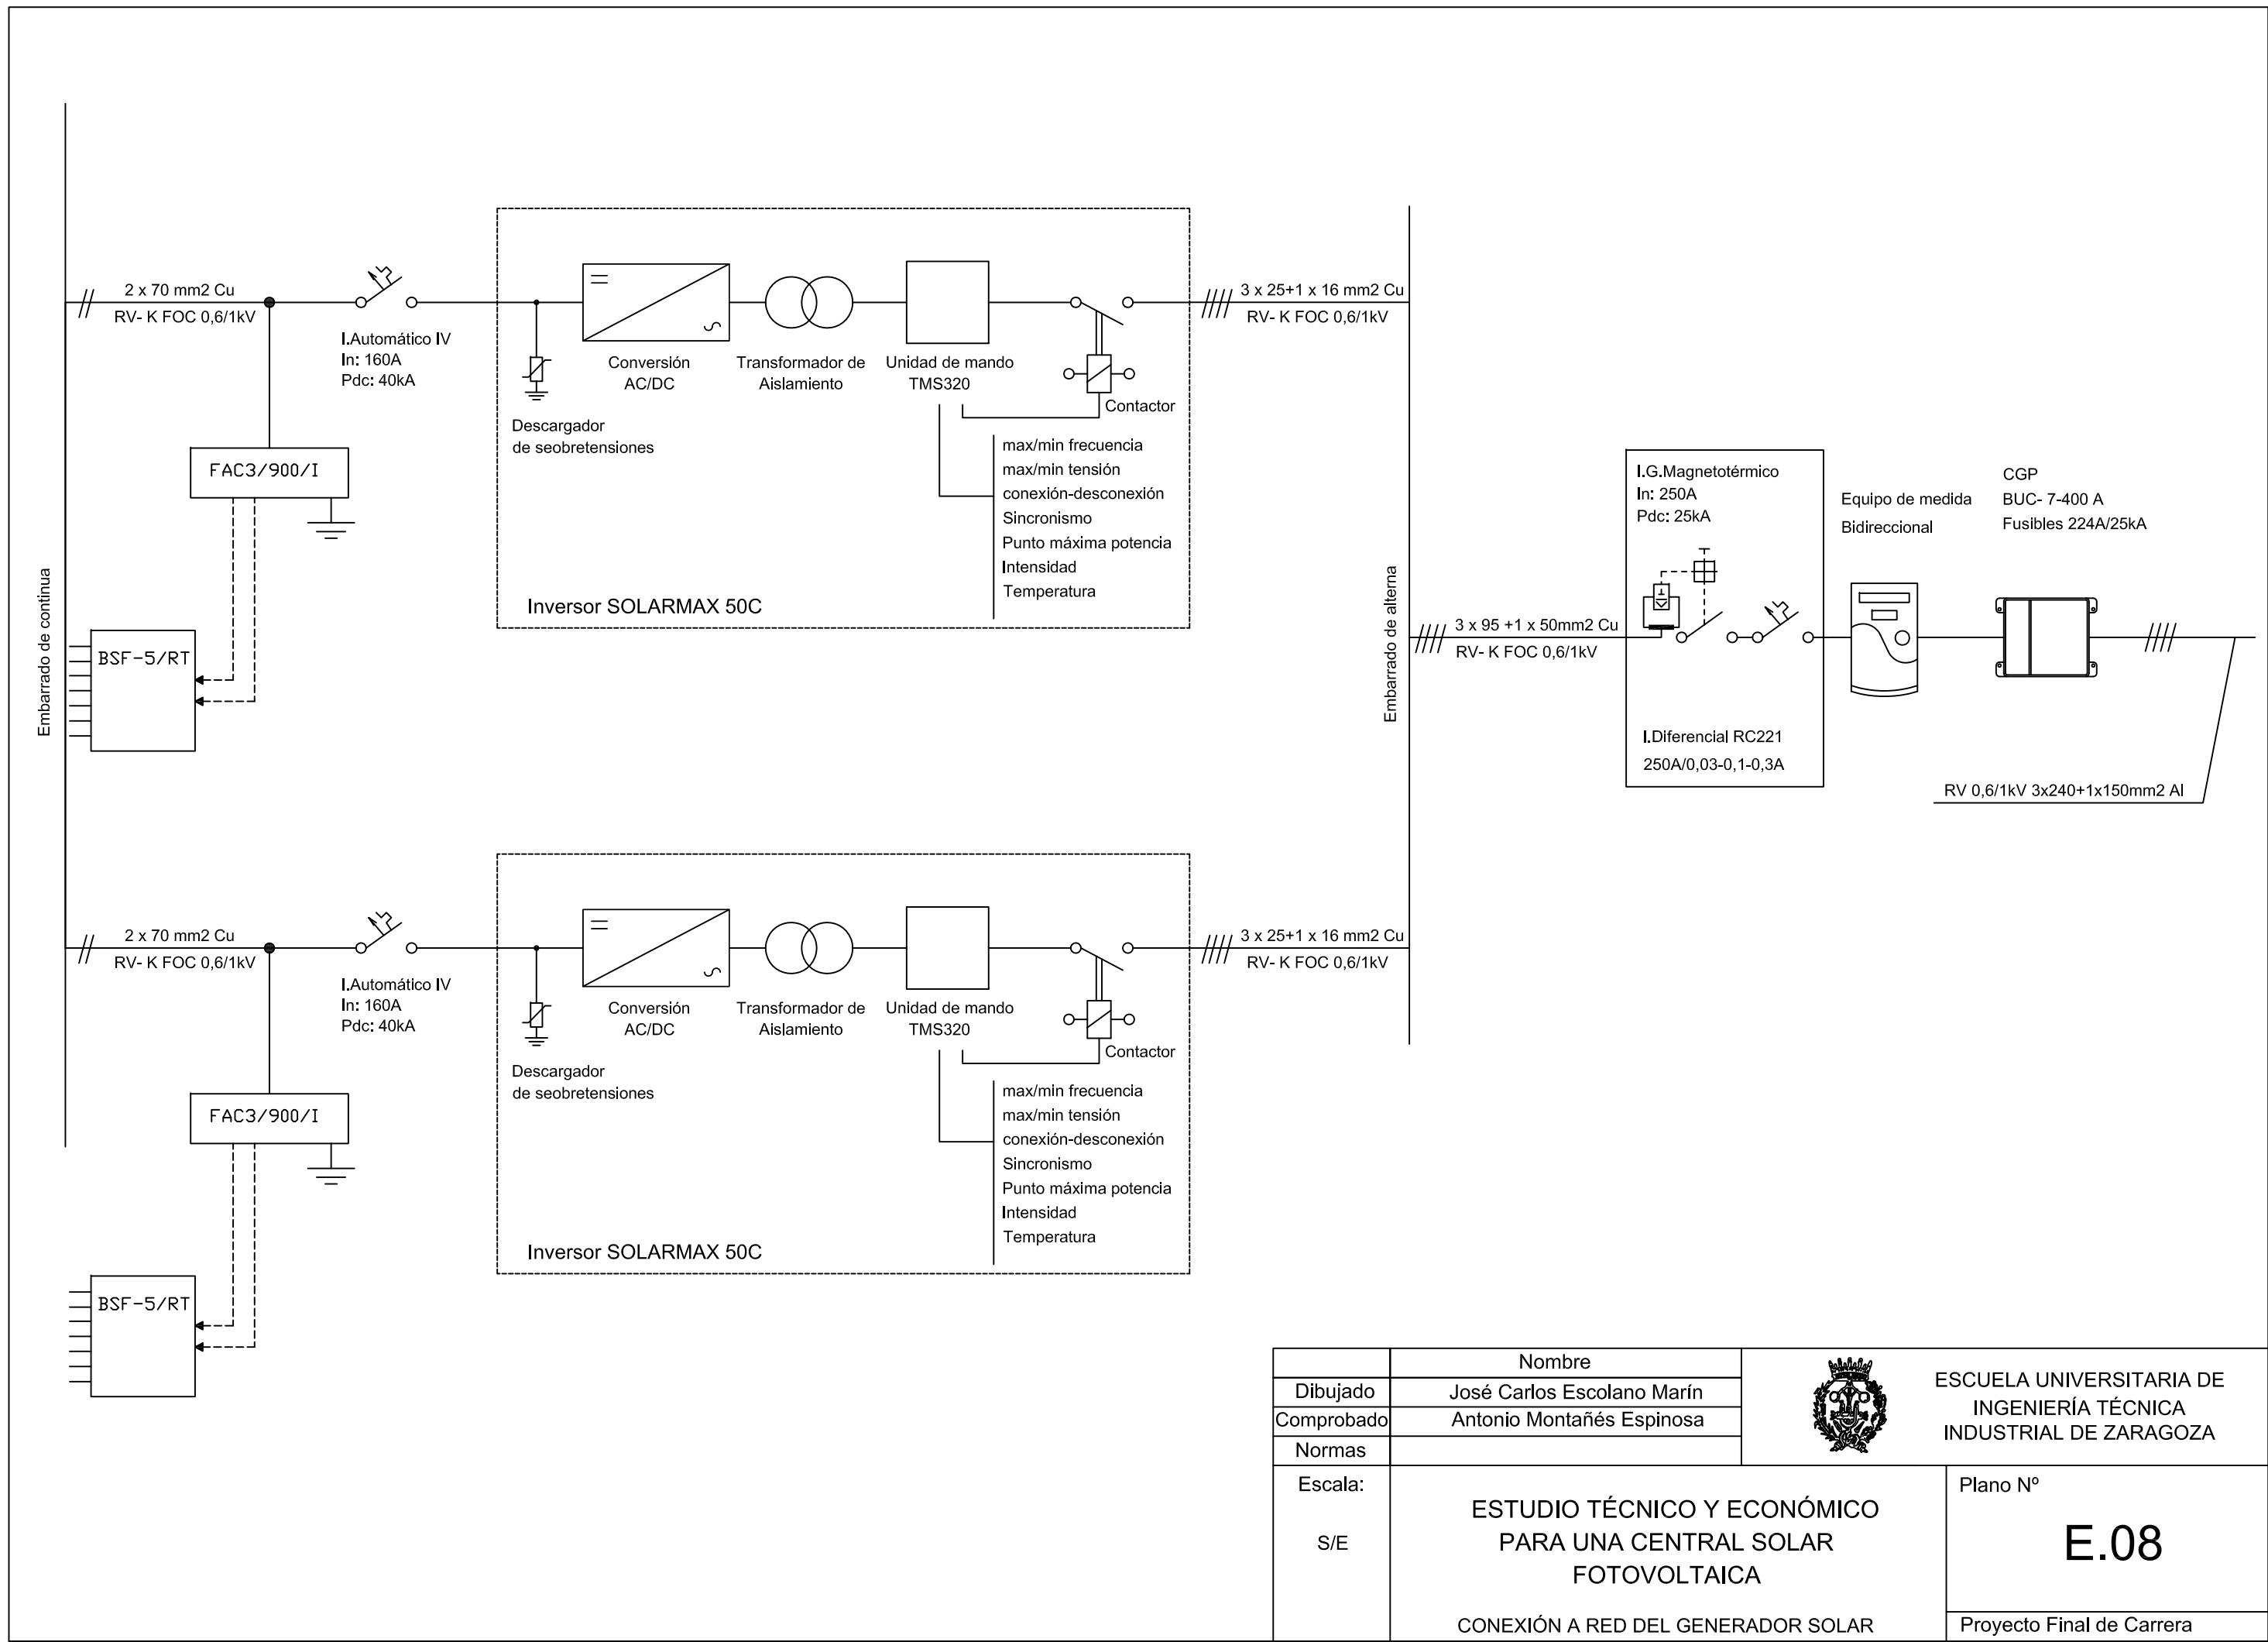 Embarrado de continua
2 x 70 mm2 Cu
RV- K FOC 0,6/1kV
I.Automático IV
In: 160A
Pdc: 40kA
FAC3/900/I
BSF-5/RT
Descargador
de seobretensiones
Conversión
AC/DC
Transformador de
Aislamiento
Unidad de mando
TMS320
Contactor
max/min frecuencia
max/min tensión
conexión-desconexión
Sincronismo
Punto máxima potencia
Intensidad
Temperatura
Inversor SOLARMAX 50C
3 x 25+1 x 16 mm2 Cu
RV- K FOC 0,6/1kV
2 x 70 mm2 Cu
RV- K FOC 0,6/1kV
I.Automático IV
In: 160A
Pdc: 40kA
FAC3/900/I
BSF-5/RT
Descargador
de seobretensiones
Conversión
AC/DC
Transformador de
Aislamiento
Unidad de mando
TMS320
Contactor
max/min frecuencia
max/min tensión
conexión-desconexión
Sincronismo
Punto máxima potencia
Intensidad
Temperatura
Inversor SOLARMAX 50C
3 x 25+1 x 16 mm2 Cu
RV- K FOC 0,6/1kV
Embarrado de alterna
3 x 95 +1 x 50mm2 Cu
RV- K FOC 0,6/1kV
I.G.Magnetotérmico
In: 250A
Pdc: 25kA
I.Diferencial RC221
250A/0,03-0,1-0,3A
Equipo de medida
Bidireccional
CGP
BUC- 7-400 A
Fusibles 224A/25kA
RV 0,6/1kV 3x240+1x150mm2 Al
Nombre
Dibujado José Carlos Escolano Marín
Comprobado Antonio Montañés Espinosa
Normas
ESCUELA UNIVERSITARIA DE
INGENIERÍA TÉCNICA
INDUSTRIAL DE ZARAGOZA
Escala:
S/E
ESTUDIO TÉCNICO Y ECONÓMICO
PARA UNA CENTRAL SOLAR
FOTOVOLTAICA
CONEXIÓN A RED DEL GENERADOR SOLAR
Plano Nº
E.08
Proyecto Final de Carrera